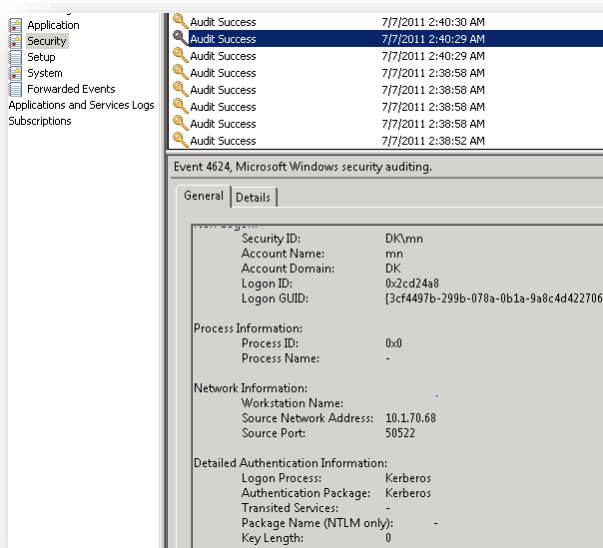 Application
Security
Setup
System
Forwarded Events
Applications and Services Logs
Subscriptions
Audit Success 7/7/2011 2:40:30 AM
Audit Success 7/7/2011 2:40:29 AM
Audit Success 7/7/2011 2:40:29 AM
Audit Success 7/7/2011 2:38:58 AM
Audit Success 7/7/2011 2:38:58 AM
Audit Success 7/7/2011 2:38:58 AM
Audit Success 7/7/2011 2:38:58 AM
Audit Success 7/7/2011 2:38:52 AM
Event 4624, Microsoft Windows security auditing.
General Details
New Logon:
Security ID: DK\mn
Account Name: mn
Account Domain: DK
Logon ID: 0x2cd24a8
Logon GUID: {3cf4497b-299b-078a-0b1a-9a8c4d422706
Process Information:
Process ID: 0x0
Process Name: -
Network Information:
Workstation Name:
Source Network Address: 10.1.70.68
Source Port: 50522
Detailed Authentication Information:
Logon Process: Kerberos
Authentication Package: Kerberos
Transited Services: -
Package Name (NTLM only): -
Key Length: 0